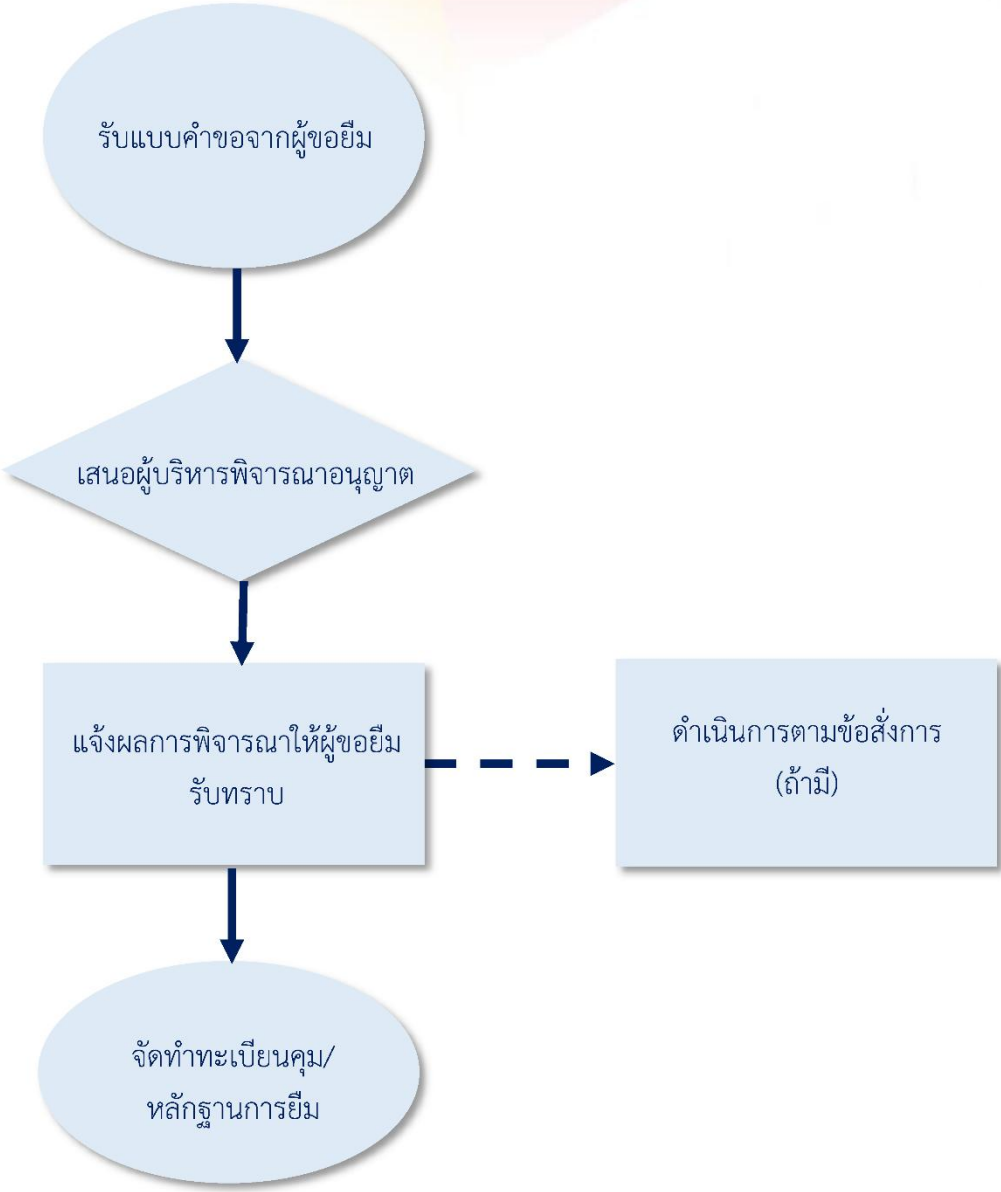 รับแบบคำขอจากผู้ขอยืม
เสนอผู้บริหารพิจารณาอนุญาต
แจ้งผลการพิจารณาให้ผู้ขอยืม
รับทราบ
ดำเนินการตามข้อสั่งการ
(ถ้ามี)
จัดทำทะเบียนคุม/
หลักฐานการยืม